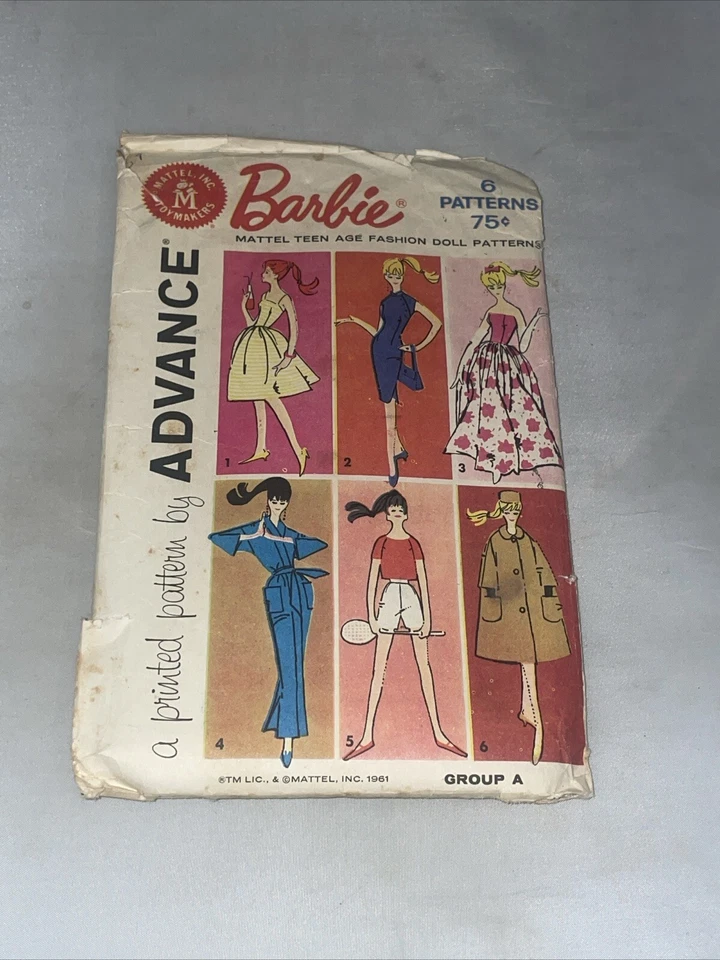 MATTEL, INC.
M
TOYMAKERS
Barbie®
6
PATTERNS
75¢
MATTEL TEEN AGE FASHION DOLL PATTERNS
a printed pattern by ADVANCE®
1
2
3
4
5
6
®TM LIC., & ©MATTEL, INC. 1961
GROUP A